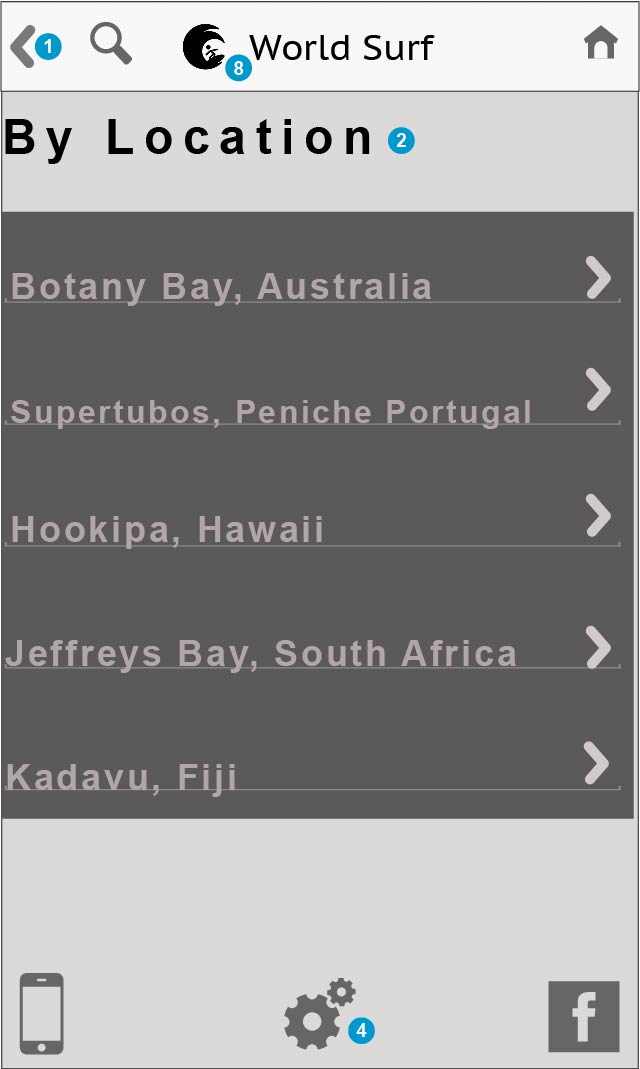 1
World Surf
8
By Location 2
Botany Bay, Australia
Supertubos, Peniche Portugal
Hookipa, Hawaii
Jeffreys Bay, South Africa
Kadavu, Fiji
4
f